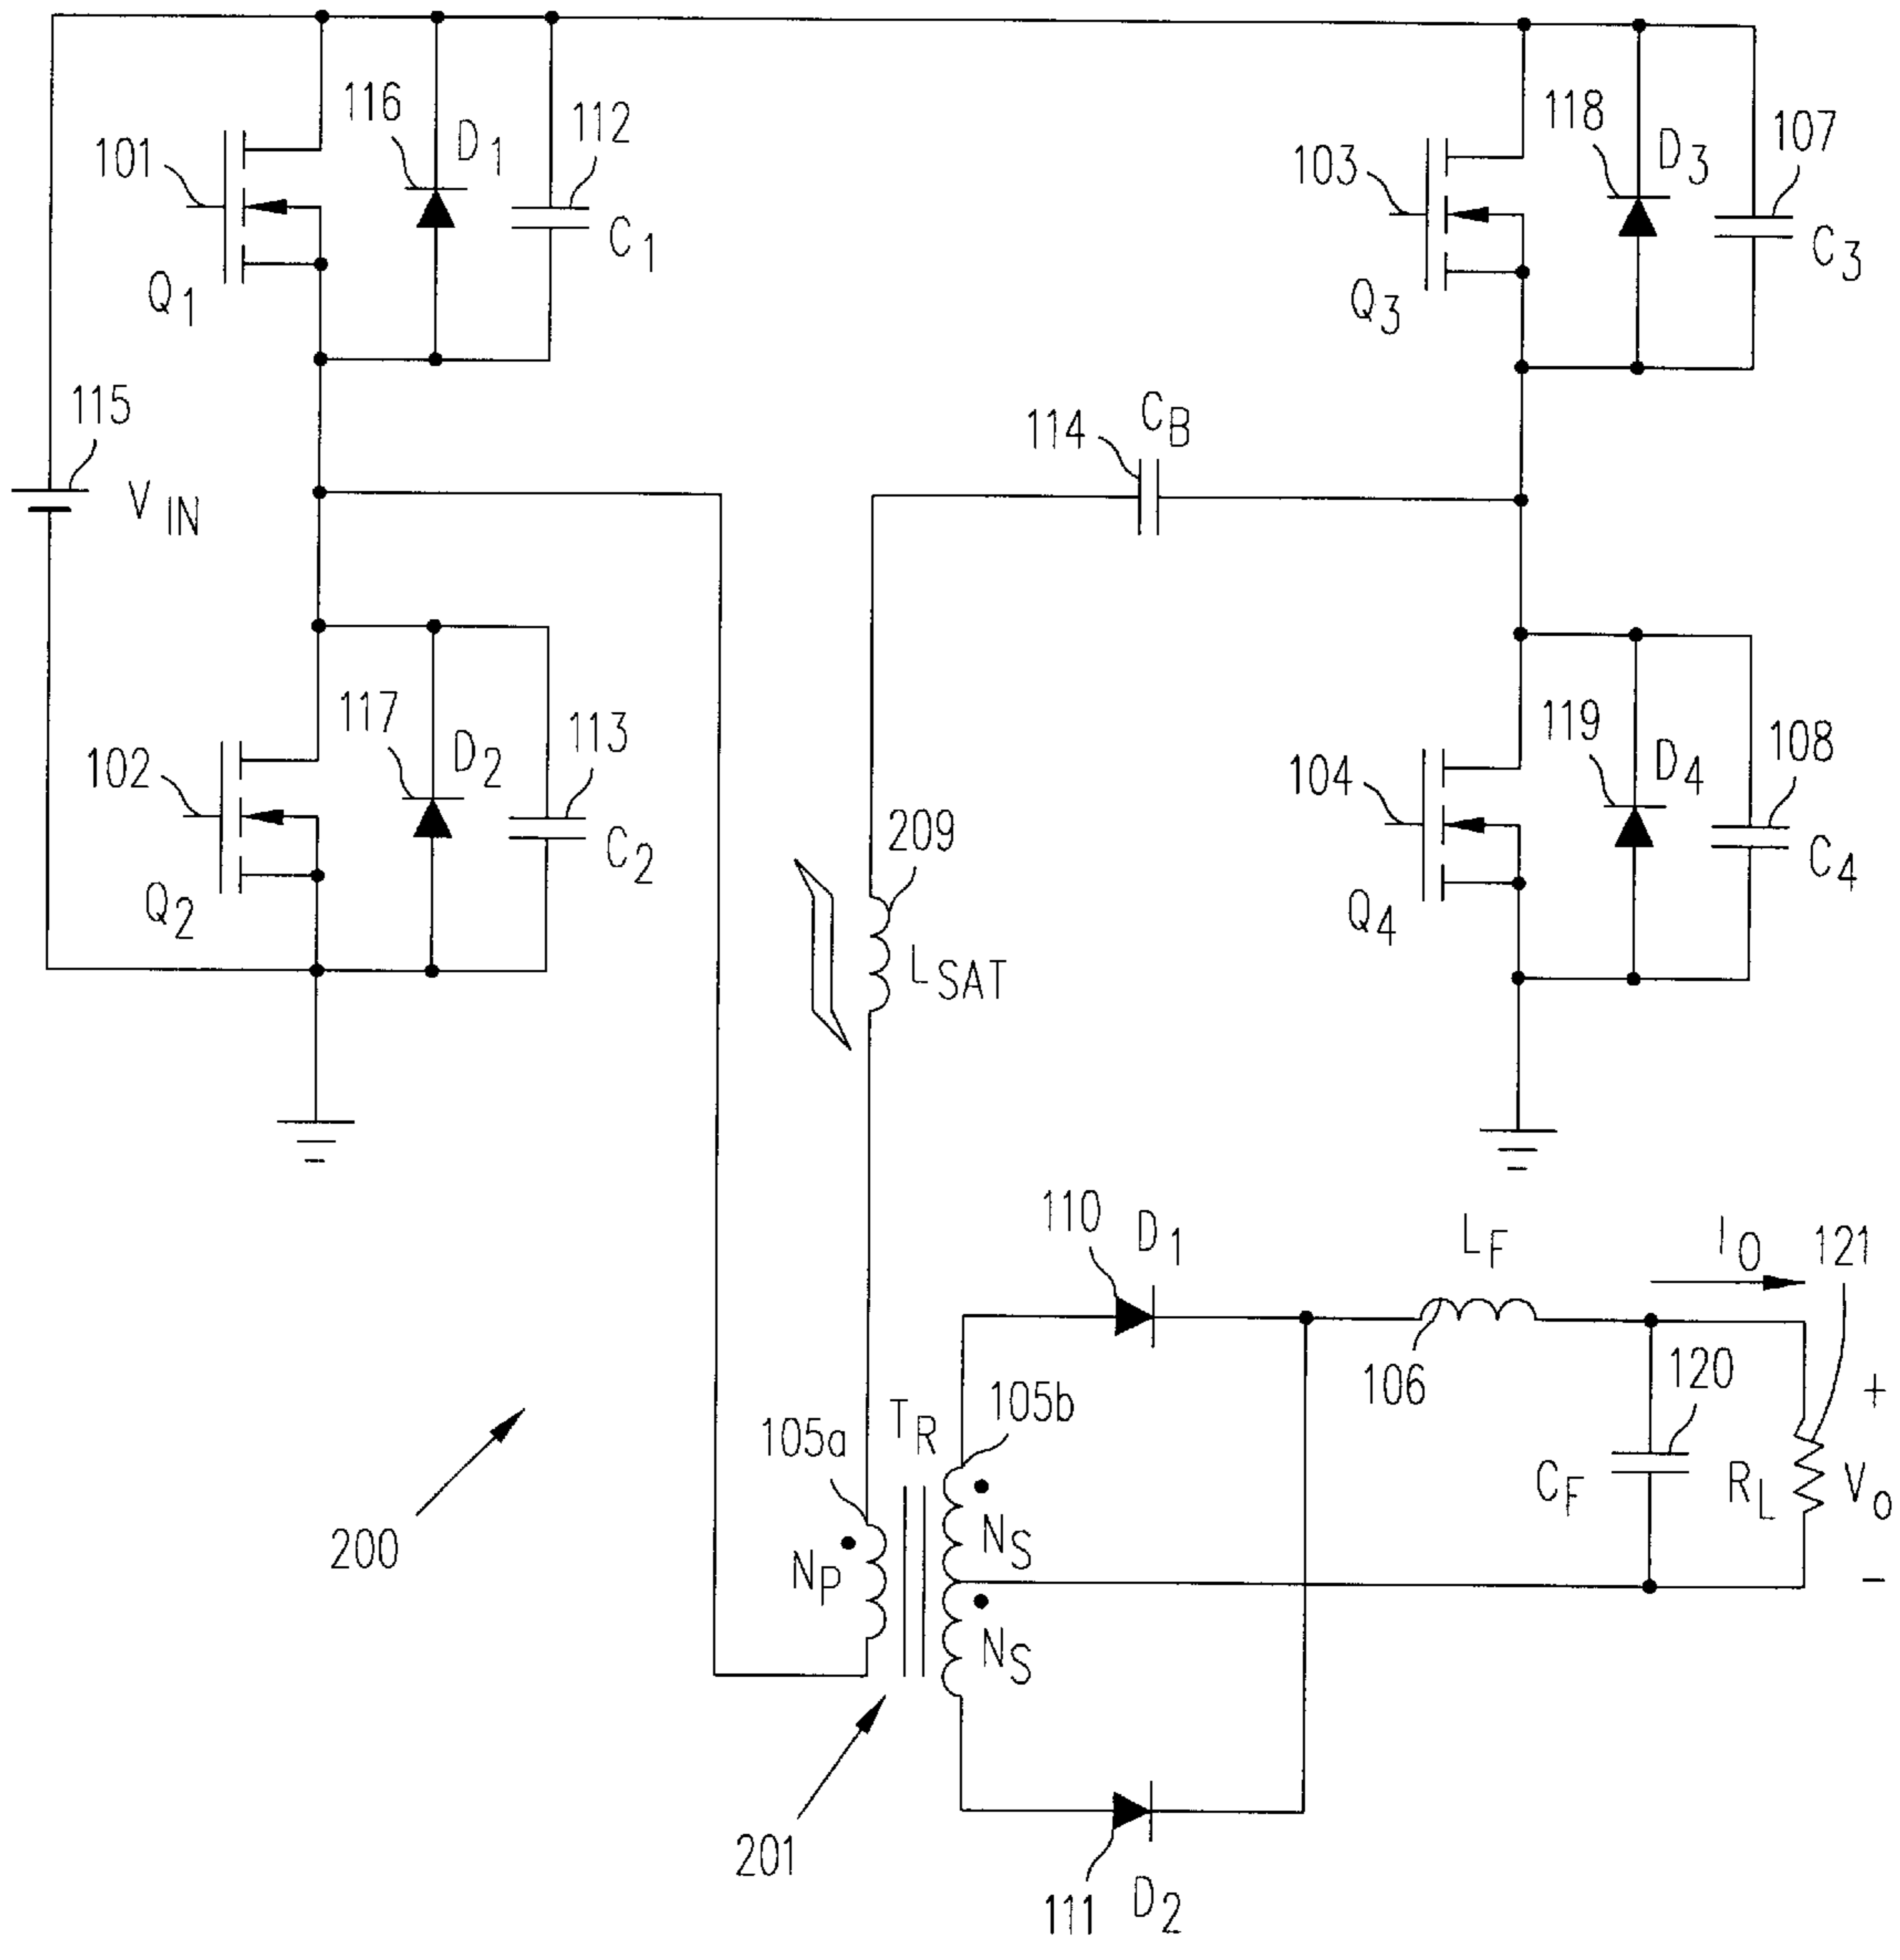 116
D1
112
118
D3
107
101
103
C1
C3
Q1
Q3
115
VIN
114
CB
117
D2
113
119
D4
108
102
104
C2
C4
Q2
Q4
209
LSAT
110
D1
LF
IO
121
106
120
+
105a
TR
105b
CF
RL
VO
200
NP
NS
−
NS
201
111
D2